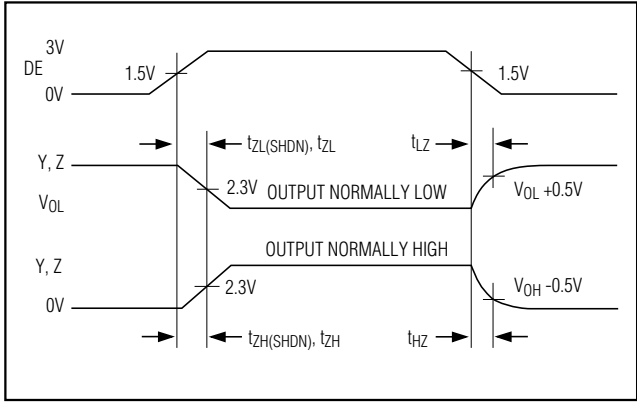 3V
DE
1.5V
1.5V
0V
tZL(SHDN), tZL
tLZ
Y, Z
2.3V
OUTPUT NORMALLY LOW
VOL +0.5V
VOL
OUTPUT NORMALLY HIGH
Y, Z
2.3V
VOH -0.5V
0V
tZH(SHDN), tZH
tHZ